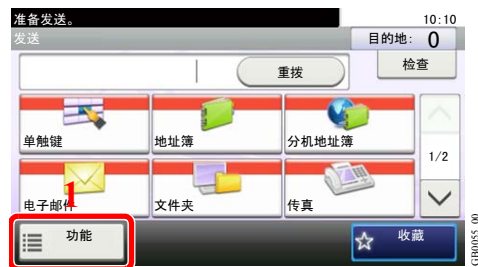 准备发送。 10:10
发送 目的地: 0
重拨 检查
单触键 地址簿 分机地址簿
1/2
电子邮件 文件夹 传真
1
功能 收藏
GB0055_00